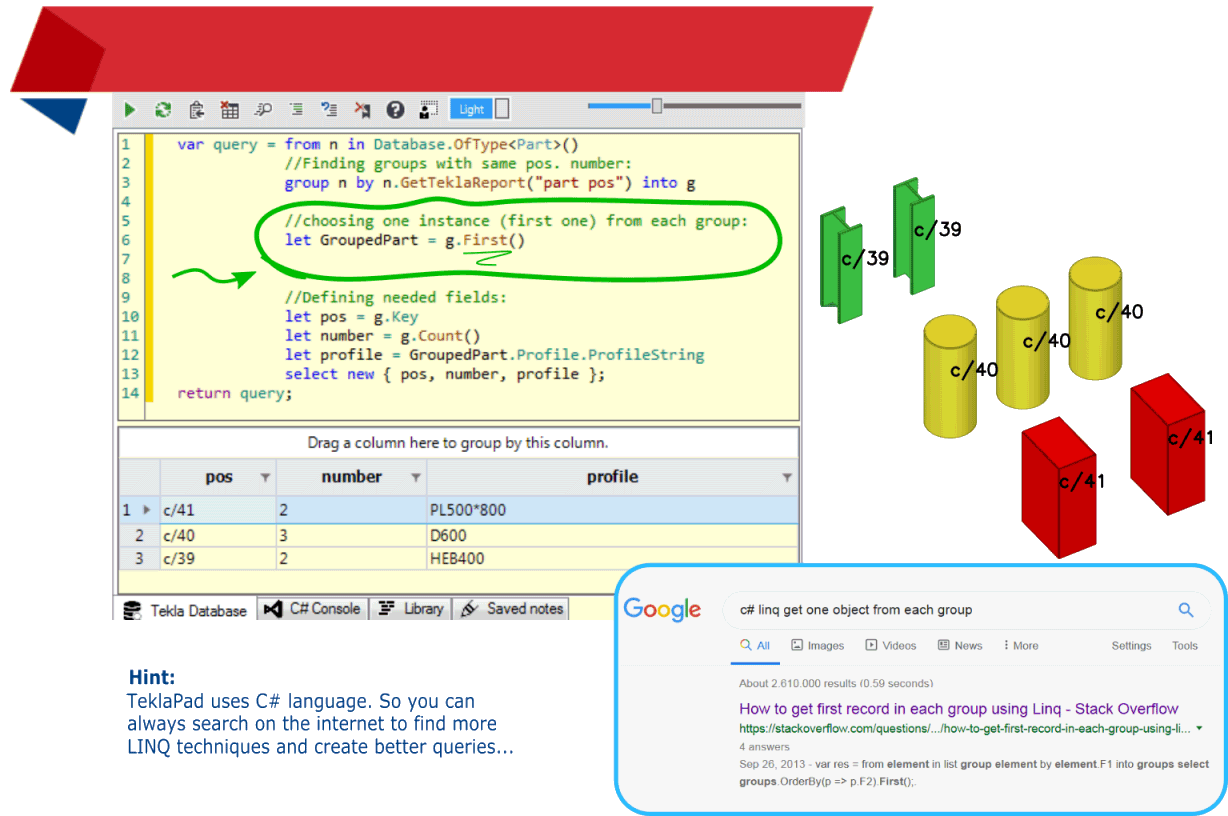 Light
1 var query = from n in Database.OfType<Part>()
2 //Finding groups with same pos. number:
3 group n by n.GetTeklaReport("part pos") into g
4
5 //choosing one instance (first one) from each group:
6 let GroupedPart = g.First()
7
8
9 //Defining needed fields:
10 let pos = g.Key
11 let number = g.Count()
12 let profile = GroupedPart.Profile.ProfileString
13 select new { pos, number, profile };
14 return query;
Drag a column here to group by this column.
pos number profile
1 c/41 2 PL500*800
2 c/40 3 D600
3 c/39 2 HEB400
Tekla Database C# Console Library Saved notes
c/39
c/39
c/40
c/40
c/40
c/41
c/41
Hint:
TeklaPad uses C# language. So you can
always search on the internet to find more
LINQ techniques and create better queries...
Google c# linq get one object from each group
All Images Videos News More Settings Tools
About 2,610,000 results (0.59 seconds)
How to get first record in each group using Linq - Stack Overflow
https://stackoverflow.com/questions/.../how-to-get-first-record-in-each-group-using-li...
4 answers
Sep 26, 2013 - var res = from element in list group element by element.F1 into groups select
groups.OrderBy(p => p.F2).First();.